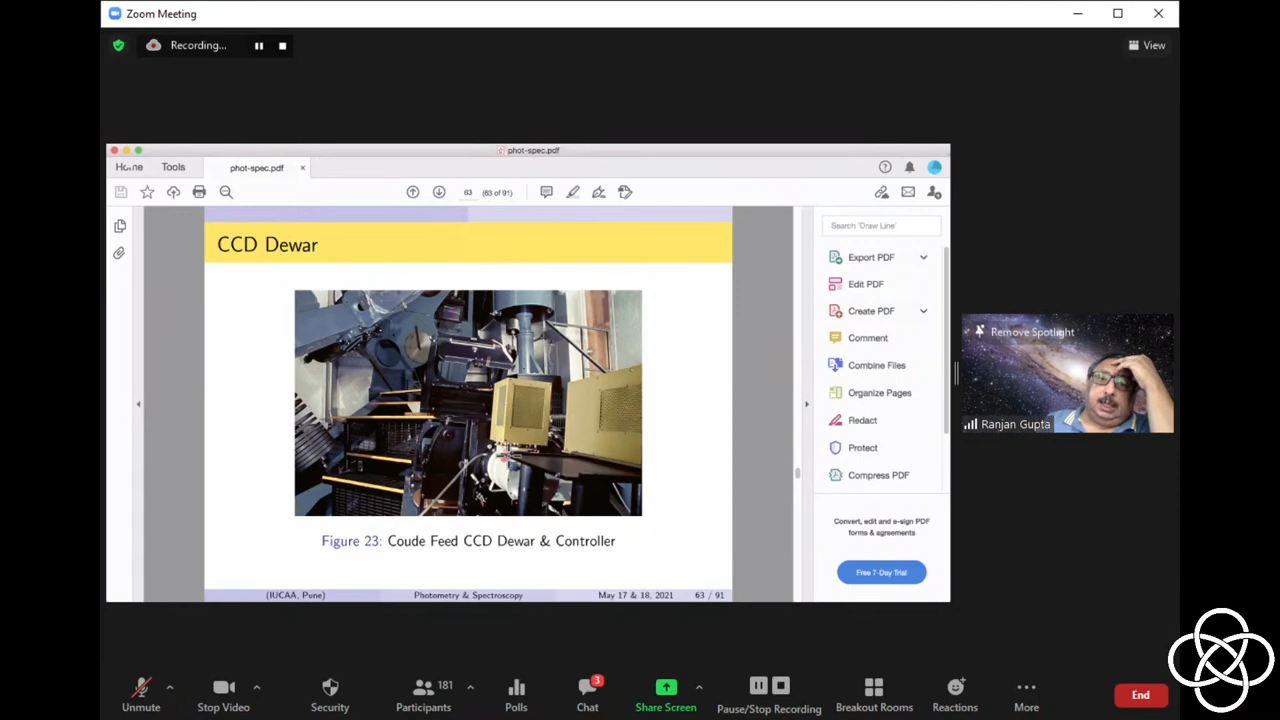 Zoom Meeting
Recording...
View
phot-spec.pdf
Home
Tools
phot-spec.pdf
63
(63 of 91)
CCD Dewar
Search 'Draw Line'
Export PDF
Edit PDF
Create PDF
Comment
Combine Files
Organize Pages
Redact
Protect
Compress PDF
Convert, edit and e-sign PDF
forms & agreements
Free 7-Day Trial
Figure 23: Coude Feed CCD Dewar & Controller
(IUCAA, Pune)
Photometry & Spectroscopy
May 17 & 18, 2021
63 / 91
Remove Spotlight
Ranjan Gupta
Unmute
Stop Video
Security
181
Participants
Polls
3
Chat
Share Screen
Pause/Stop Recording
Breakout Rooms
Reactions
More
End